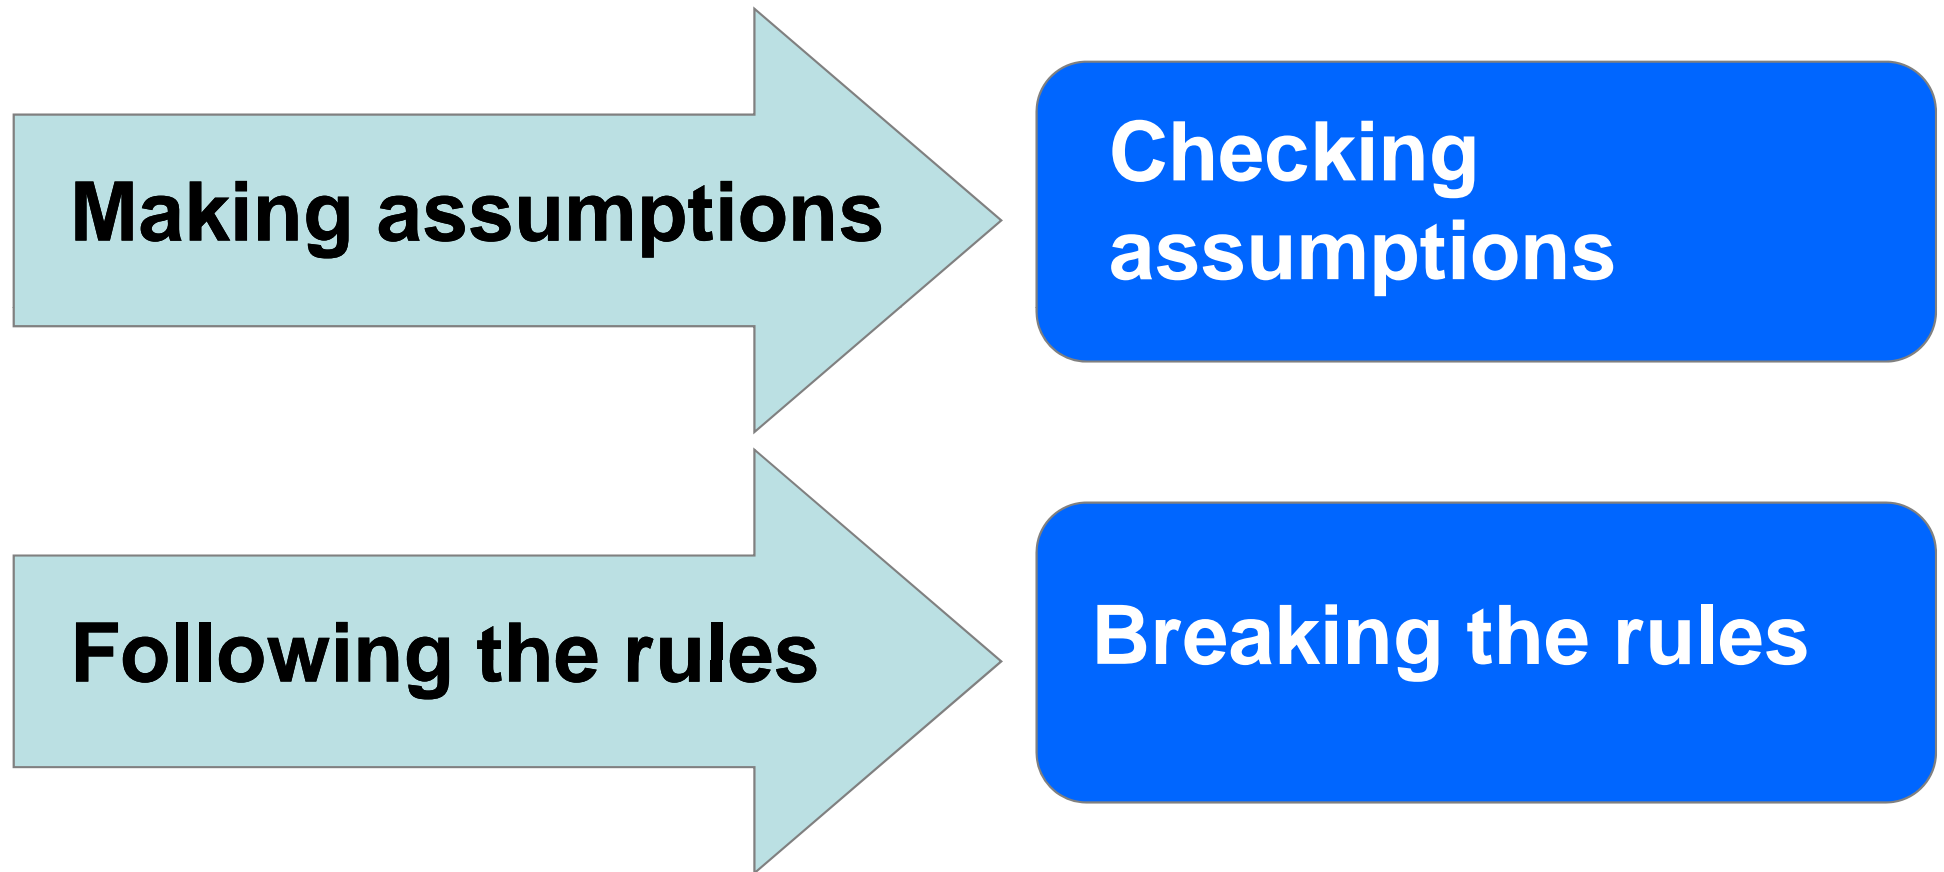 Making assumptions
Checking
assumptions
Following the rules
Breaking the rules